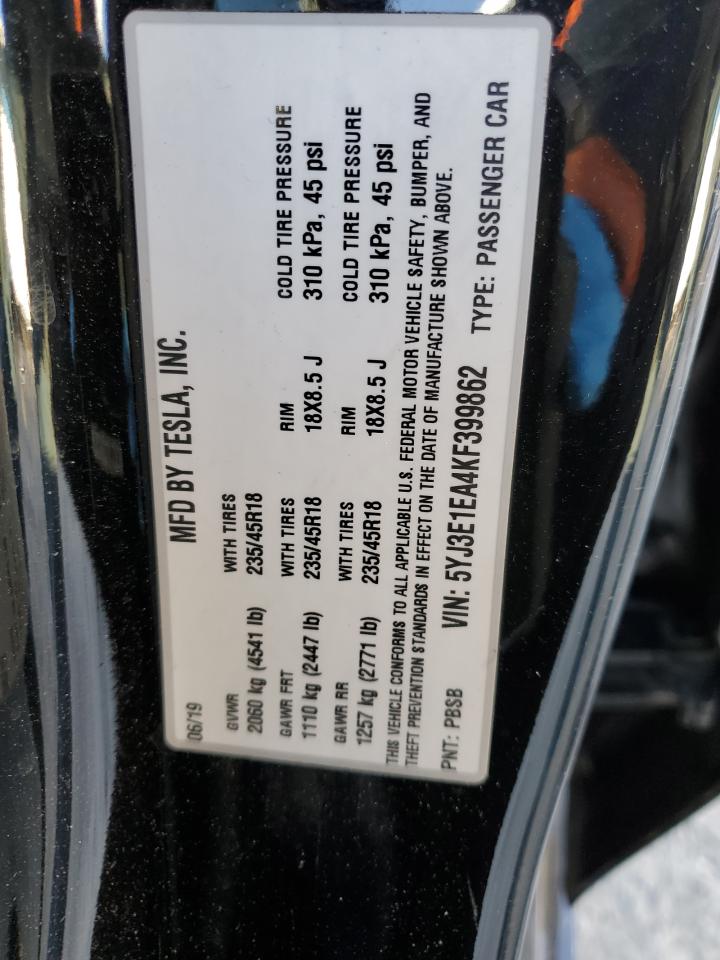 MFD BY TESLA, INC.
06/19
GVWR WITH TIRES
2060 kg (4541 lb) 235/45R18
GAWR FRT WITH TIRES RIM COLD TIRE PRESSURE
1110 kg (2447 lb) 235/45R18 18X8.5 J 310 kPa, 45 psi
GAWR RR WITH TIRES RIM COLD TIRE PRESSURE
1257 kg (2771 lb) 235/45R18 18X8.5 J 310 kPa, 45 psi
THIS VEHICLE CONFORMS TO ALL APPLICABLE U.S. FEDERAL MOTOR VEHICLE SAFETY, BUMPER, AND
THEFT PREVENTION STANDARDS IN EFFECT ON THE DATE OF MANUFACTURE SHOWN ABOVE.
PNT: PBSB VIN: 5YJ3E1EA4KF399862 TYPE: PASSENGER CAR